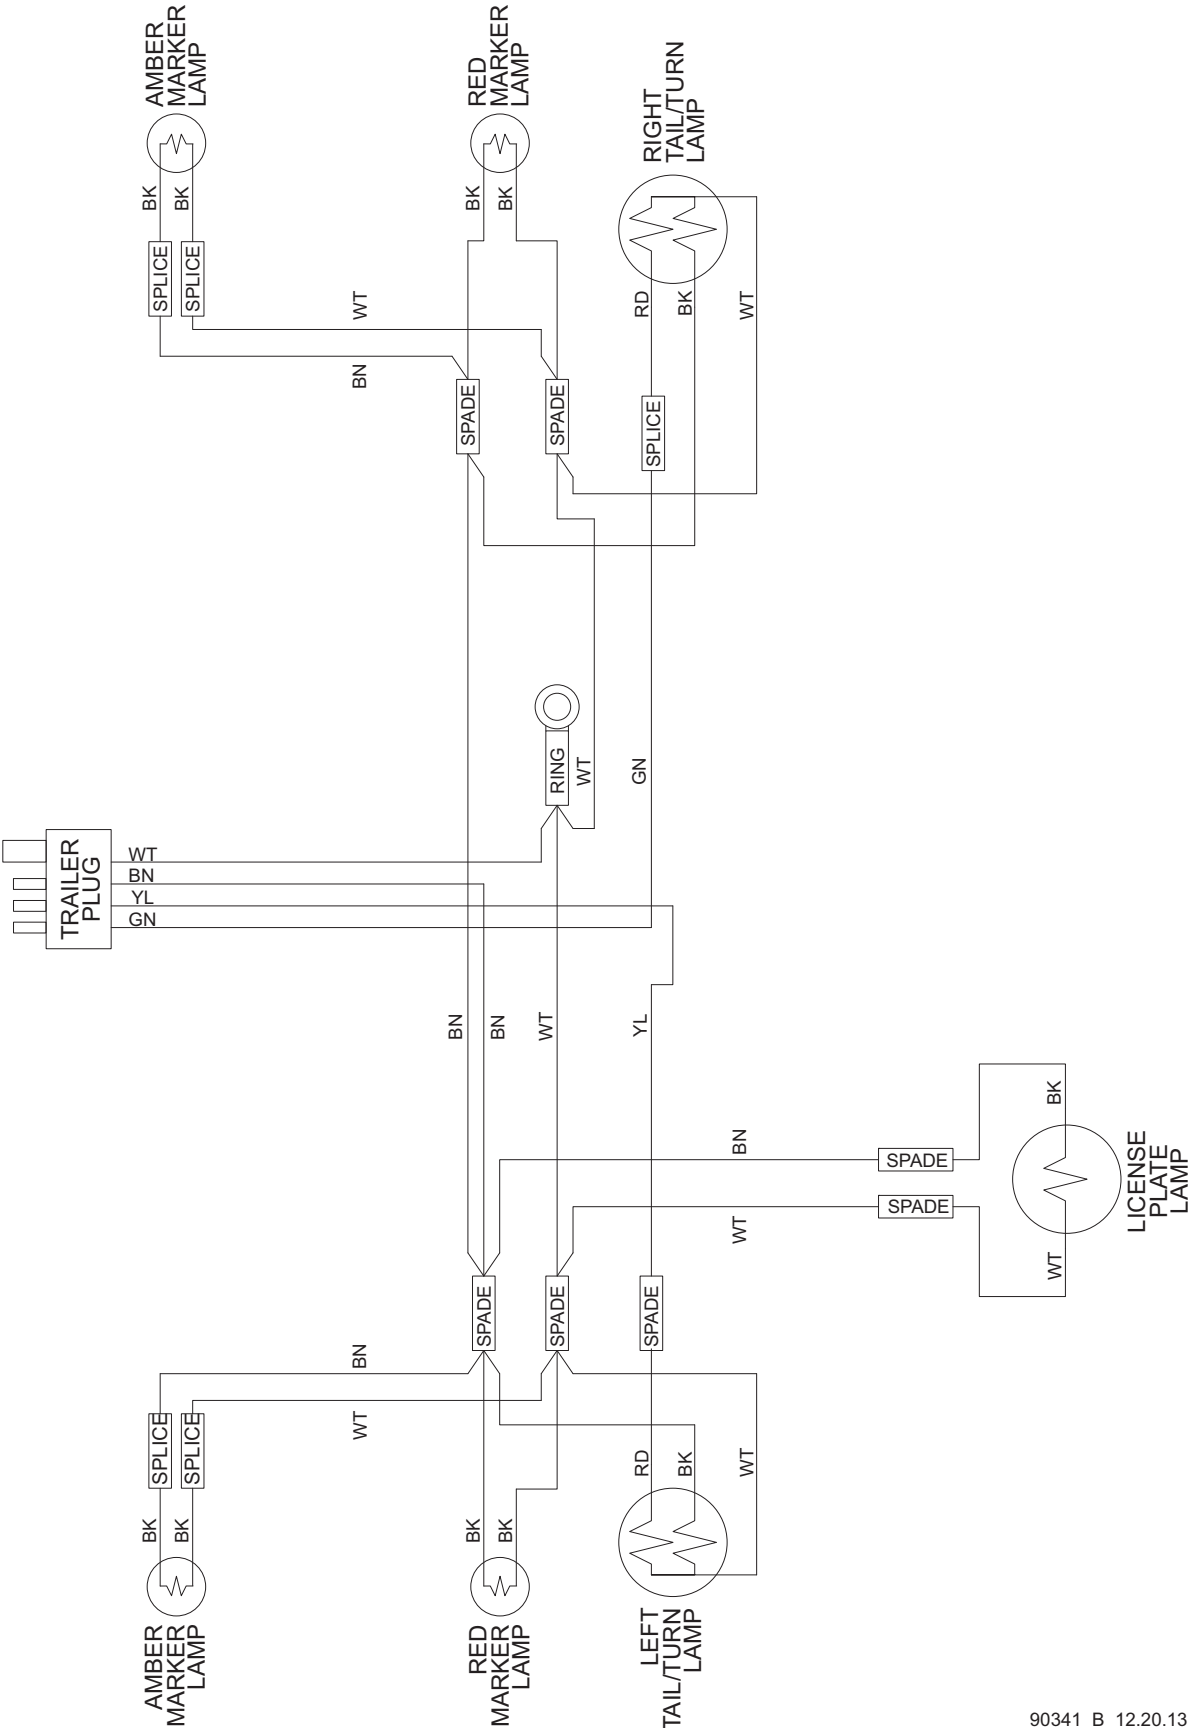 AMBER
MARKER
LAMP
RED
MARKER
LAMP
RIGHT
TAIL/TURN
LAMP
BK
BK
BK
BK
SPLICE
SPLICE
RD
BK
WT
WT
BN
SPADE
SPADE
SPLICE
RING
WT
GN
TRAILER
PLUG
WT
BN
YL
GN
BN
BN
WT
YL
BK
BN
SPADE
LICENSE
PLATE
LAMP
SPADE
WT
WT
SPADE
SPADE
SPADE
BN
WT
SPLICE
SPLICE
RD
BK
WT
BK
BK
BK
BK
AMBER
MARKER
LAMP
RED
MARKER
LAMP
LEFT
TAIL/TURN
LAMP
90341 B 12.20.13